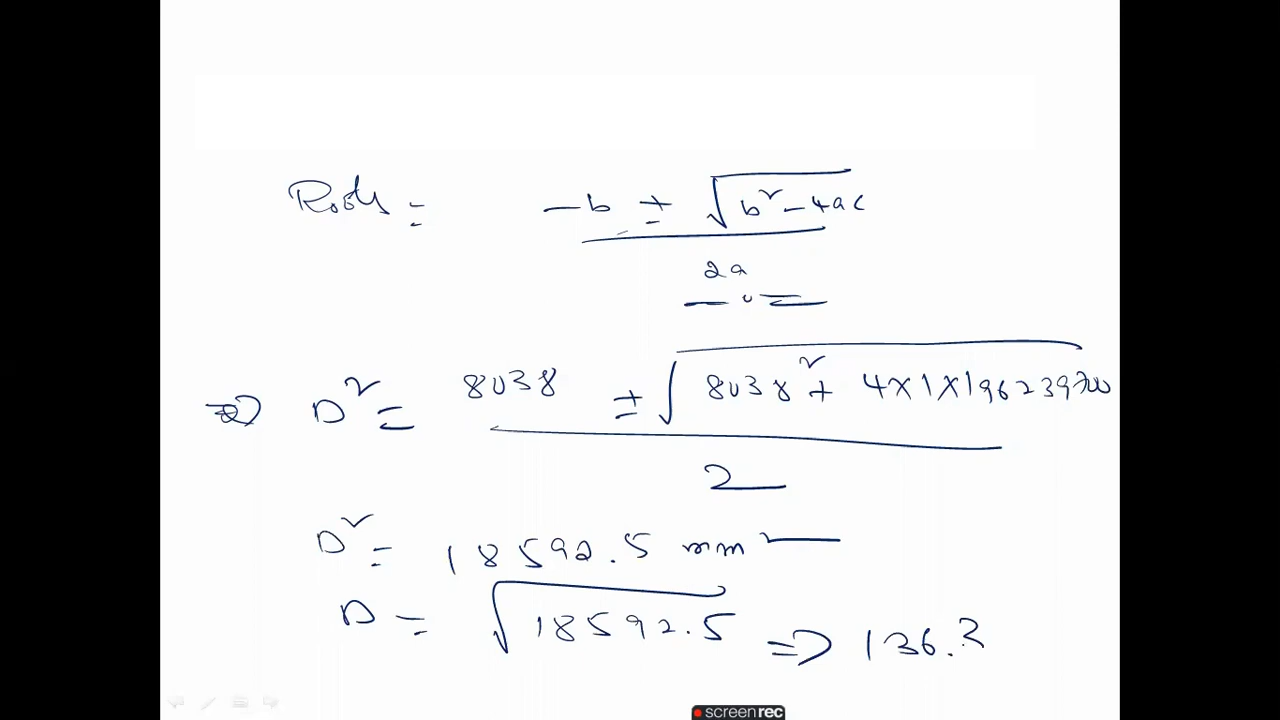 Roots = -b ± √b² - 4ac
2a
⇒ D² = 8038 ± √8038² + 4×1×196239700
2
D² = 18592.5 mm²
D = √18592.5 ⇒ 136.3
screenrec